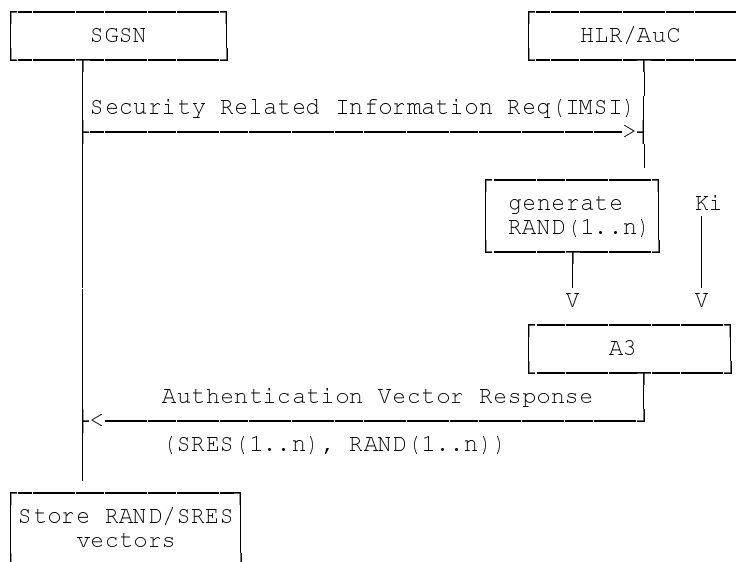 SGSN
HLR/AuC
Security Related Information Req(IMSI)
generate
RAND(1..n)
Ki
V
V
A3
Authentication Vector Response
(SRES(1..n), RAND(1..n))
Store RAND/SRES
vectors